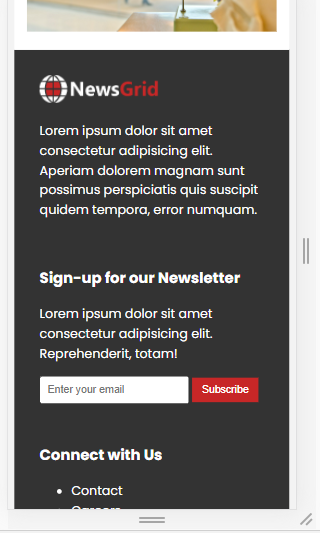 NewsGrid
Lorem ipsum dolor sit amet
consectetur adipisicing elit.
Aperiam dolorem magnam sunt
possimus perspiciatis quis suscipit
quidem tempora, error numquam.
Sign-up for our Newsletter
Lorem ipsum dolor sit amet
consectetur adipisicing elit.
Reprehenderit, totam!
Enter your email Subscribe
Connect with Us
Contact